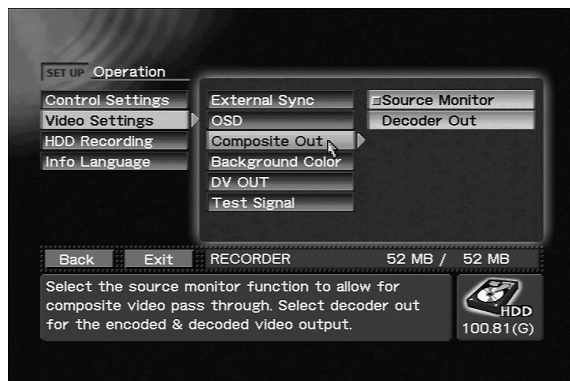 SET UP Operation
Control Settings
Video Settings
HDD Recording
Info Language
External Sync
OSD
Composite Out
Background Color
DV OUT
Test Signal
Source Monitor
Decoder Out
Back Exit RECORDER 52 MB / 52 MB
Select the source monitor function to allow for
composite video pass through. Select decoder out
for the encoded & decoded video output.
HDD
100.81(G)